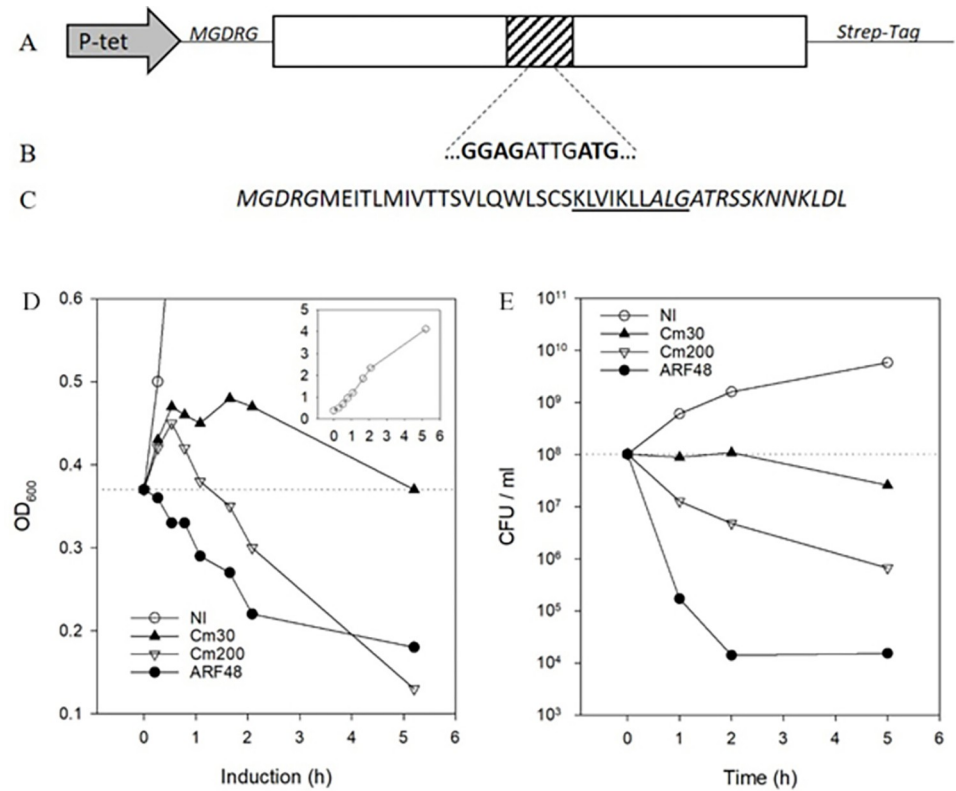 A
P-tet
MGDRG
Strep-Tag
B
...GGAGATTGATG...
C
MGDRGMEITLMIVTTSVLQWLSCSKLVIKLLALGATRSSKNNKLDL
D
OD600
0.6
0.5
0.4
0.3
0.2
0.1
5
4
3
2
1
0
0 1 2 3 4 5 6
NI
Cm30
Cm200
ARF48
0 1 2 3 4 5 6
Induction (h)
E
CFU / ml
10^11
10^10
10^9
10^8
10^7
10^6
10^5
10^4
10^3
NI
Cm30
Cm200
ARF48
0 1 2 3 4 5 6
Time (h)